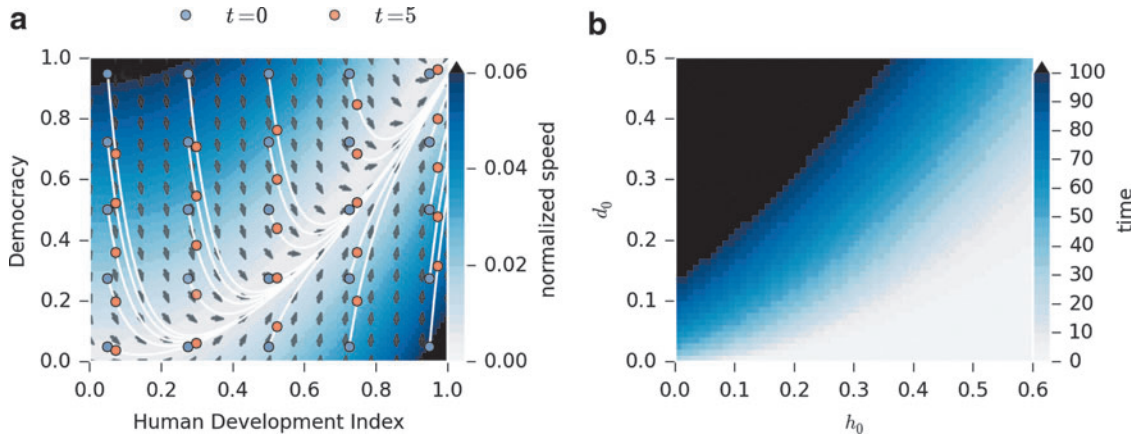 a
t=0 t=5
b
1.0
0.8
0.6
0.4
0.2
0.0
Democracy
0.0 0.2 0.4 0.6 0.8 1.0
Human Development Index
0.06
0.04
0.02
0.00
normalized speed
0.5
0.4
0.3
0.2
0.1
0.0
d₀
0.0 0.1 0.2 0.3 0.4 0.5 0.6
h₀
100
90
80
70
60
50
40
30
20
10
0
time